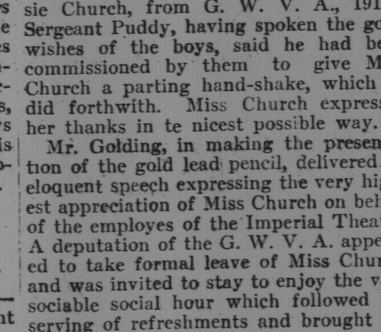 sie Church, from G. W. V. A., 191
Sergeant Puddy, having spoken the go
wishes of the boys, said he had be
commissioned by them to give M
Church a parting hand-shake, which
did forthwith. Miss Church express
her thanks in te nicest possible way.
Mr. Golding, in making the presen
tion of the gold lead pencil, delivered
eloquent speech expressing the very hi
est appreciation of Miss Church on beh
of the employes of the Imperial Thea
A deputation of the G. W. V. A. appe
ed to take formal leave of Miss Chur
and was invited to stay to enjoy the v
sociable social hour which followed
serving of refreshments and brought